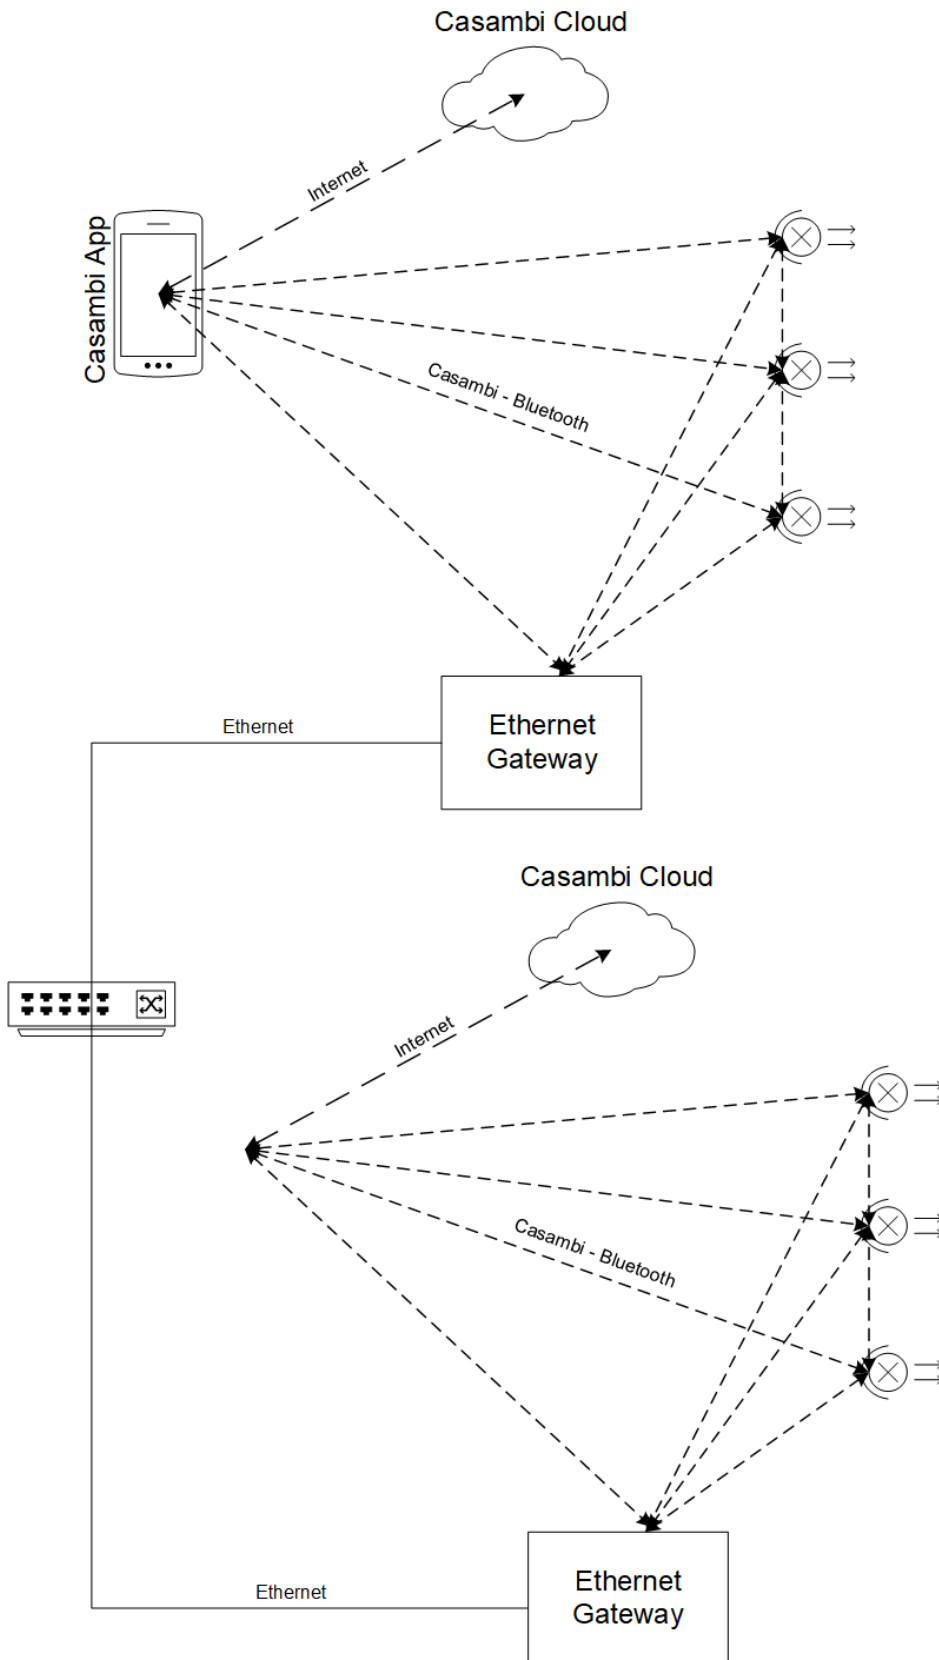 Casambi Cloud
Internet
Casambi App
Casambi - Bluetooth
Ethernet
Gateway
Ethernet
Casambi Cloud
Internet
Casambi - Bluetooth
Ethernet
Gateway
Ethernet